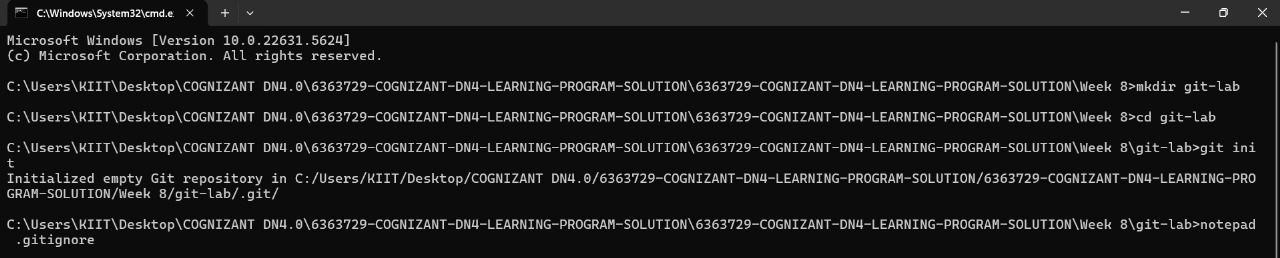 C:\Windows\System32\cmd.e
Microsoft Windows [Version 10.0.22631.5624]
(c) Microsoft Corporation. All rights reserved.
C:\Users\KIIT\Desktop\COGNIZANT DN4.0\6363729-COGNIZANT-DN4-LEARNING-PROGRAM-SOLUTION\6363729-COGNIZANT-DN4-LEARNING-PROGRAM-SOLUTION\Week 8>mkdir git-lab
C:\Users\KIIT\Desktop\COGNIZANT DN4.0\6363729-COGNIZANT-DN4-LEARNING-PROGRAM-SOLUTION\6363729-COGNIZANT-DN4-LEARNING-PROGRAM-SOLUTION\Week 8>cd git-lab
C:\Users\KIIT\Desktop\COGNIZANT DN4.0\6363729-COGNIZANT-DN4-LEARNING-PROGRAM-SOLUTION\6363729-COGNIZANT-DN4-LEARNING-PROGRAM-SOLUTION\Week 8\git-lab>git ini
t
Initialized empty Git repository in C:/Users/KIIT/Desktop/COGNIZANT DN4.0/6363729-COGNIZANT-DN4-LEARNING-PROGRAM-SOLUTION/6363729-COGNIZANT-DN4-LEARNING-PRO
GRAM-SOLUTION/Week 8/git-lab/.git/
C:\Users\KIIT\Desktop\COGNIZANT DN4.0\6363729-COGNIZANT-DN4-LEARNING-PROGRAM-SOLUTION\6363729-COGNIZANT-DN4-LEARNING-PROGRAM-SOLUTION\Week 8\git-lab>notepad
 .gitignore